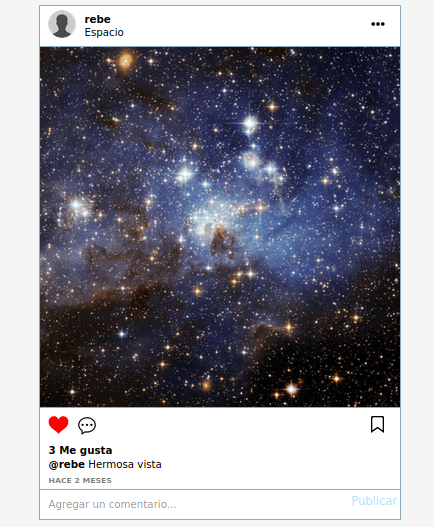 rebe
Espacio
3 Me gusta
@rebe Hermosa vista
HACE 2 MESES
Agregar un comentario...
Publicar